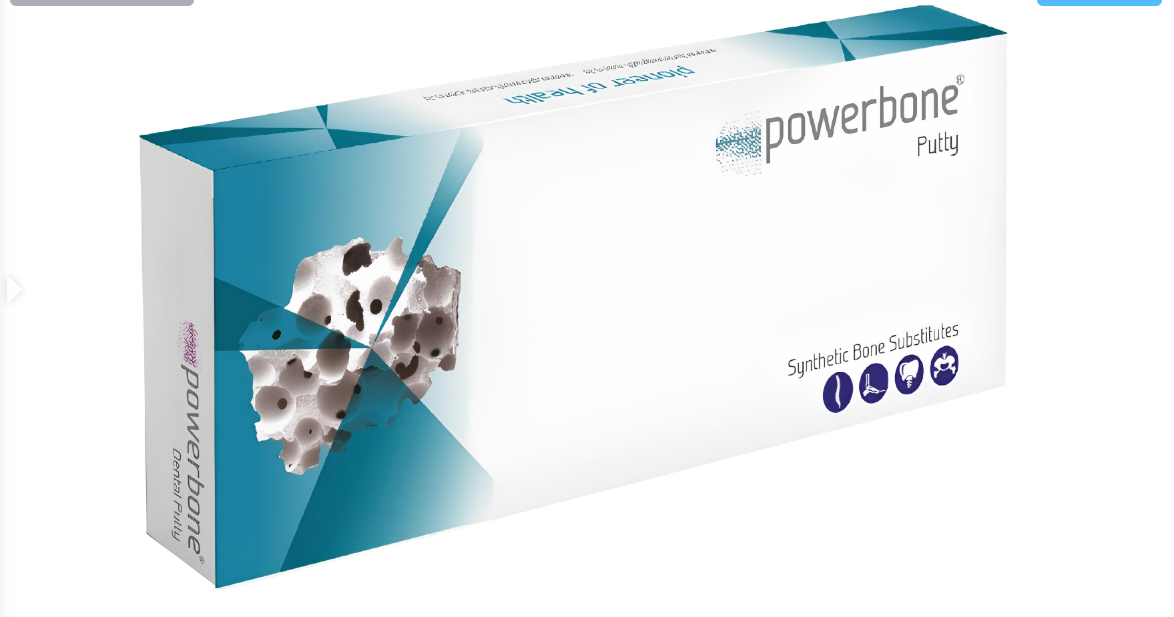 pioneer of health
powerbone®
Putty
Synthetic Bone Substitutes
powerbone®
Dental Putty